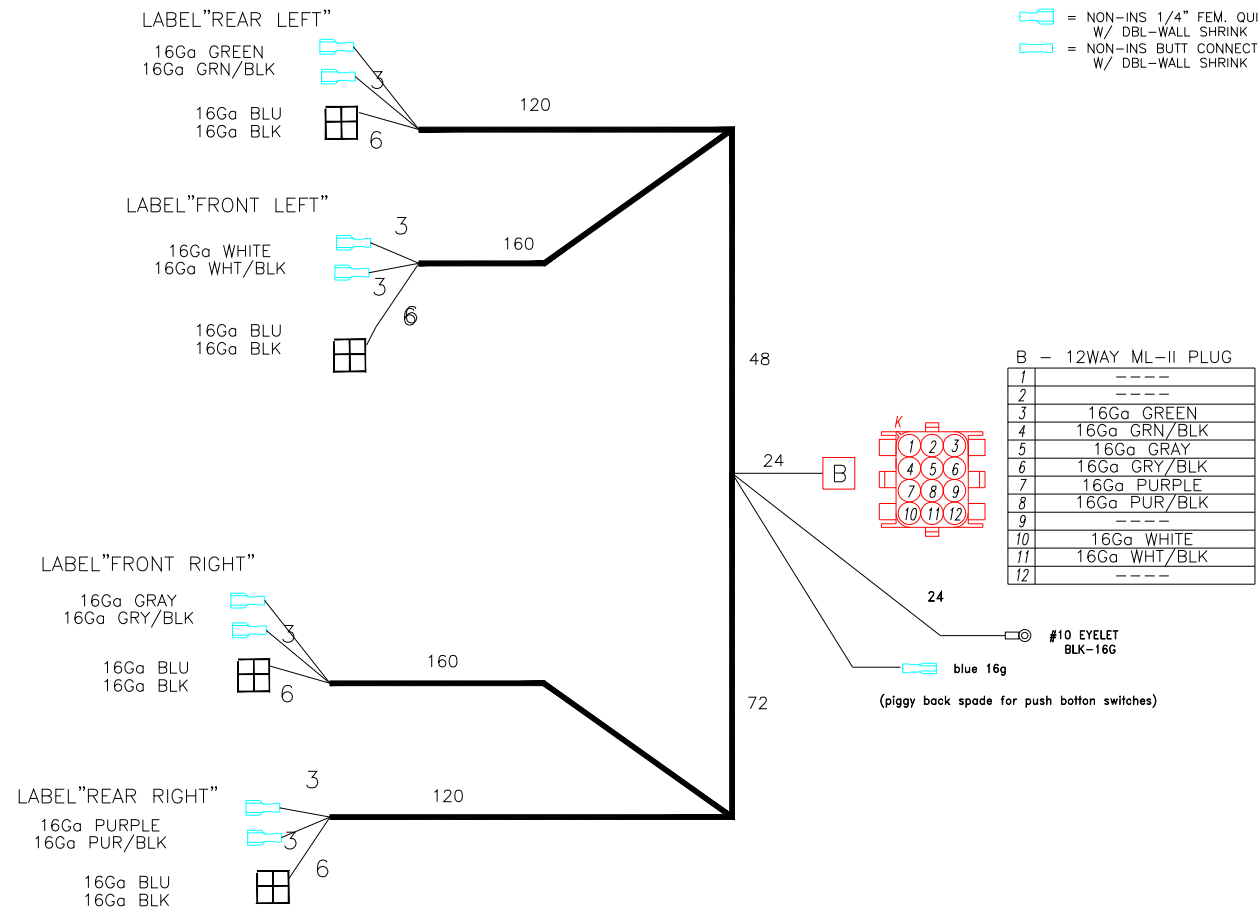 LABEL"REAR LEFT"
16Ga GREEN
16Ga GRN/BLK
3
16Ga BLU
16Ga BLK
6
120
= NON-INS 1/4" FEM. QUI
W/ DBL-WALL SHRINK
= NON-INS BUTT CONNECT
W/ DBL-WALL SHRINK
LABEL"FRONT LEFT"
3
16Ga WHITE
16Ga WHT/BLK
3
160
6
16Ga BLU
16Ga BLK
48
24
B
K
1 2 3
4 5 6
7 8 9
10 11 12
B - 12WAY ML-II PLUG
1 ----
2 ----
3 16Ga GREEN
4 16Ga GRN/BLK
5 16Ga GRAY
6 16Ga GRY/BLK
7 16Ga PURPLE
8 16Ga PUR/BLK
9 ----
10 16Ga WHITE
11 16Ga WHT/BLK
12 ----
24
#10 EYELET
BLK-16G
blue 16g
(piggy back spade for push botton switches)
72
LABEL"FRONT RIGHT"
16Ga GRAY
16Ga GRY/BLK
3
16Ga BLU
16Ga BLK
6
160
LABEL"REAR RIGHT"
3
16Ga PURPLE
16Ga PUR/BLK
3
120
6
16Ga BLU
16Ga BLK